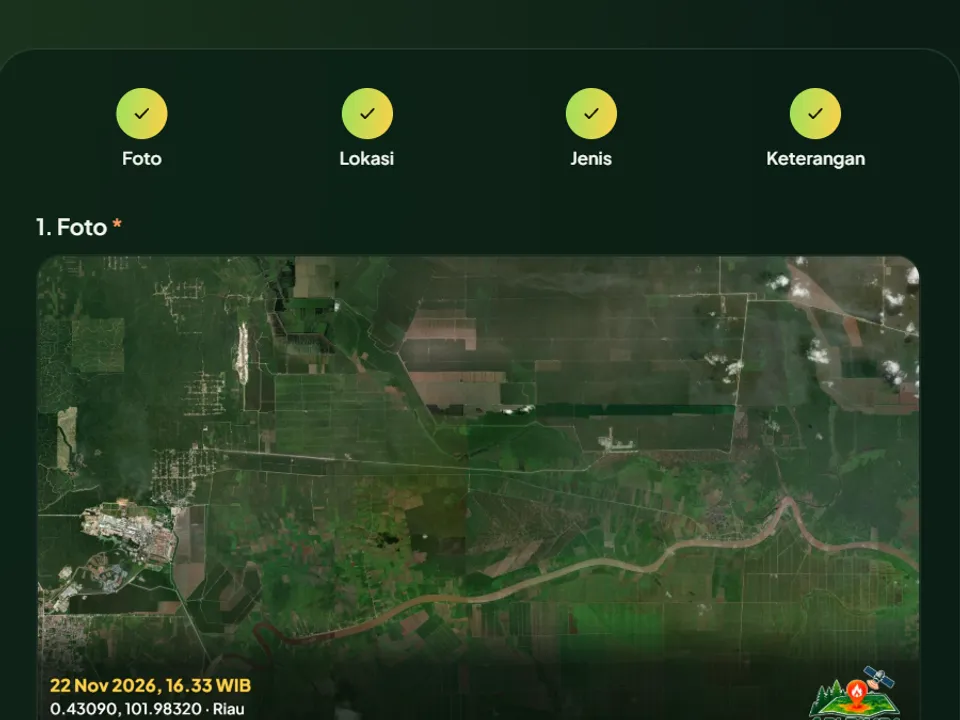 Foto
Lokasi
Jenis
Keterangan
1. Foto *
22 Nov 2026, 16.33 WIB
0.43090, 101.98320 · Riau